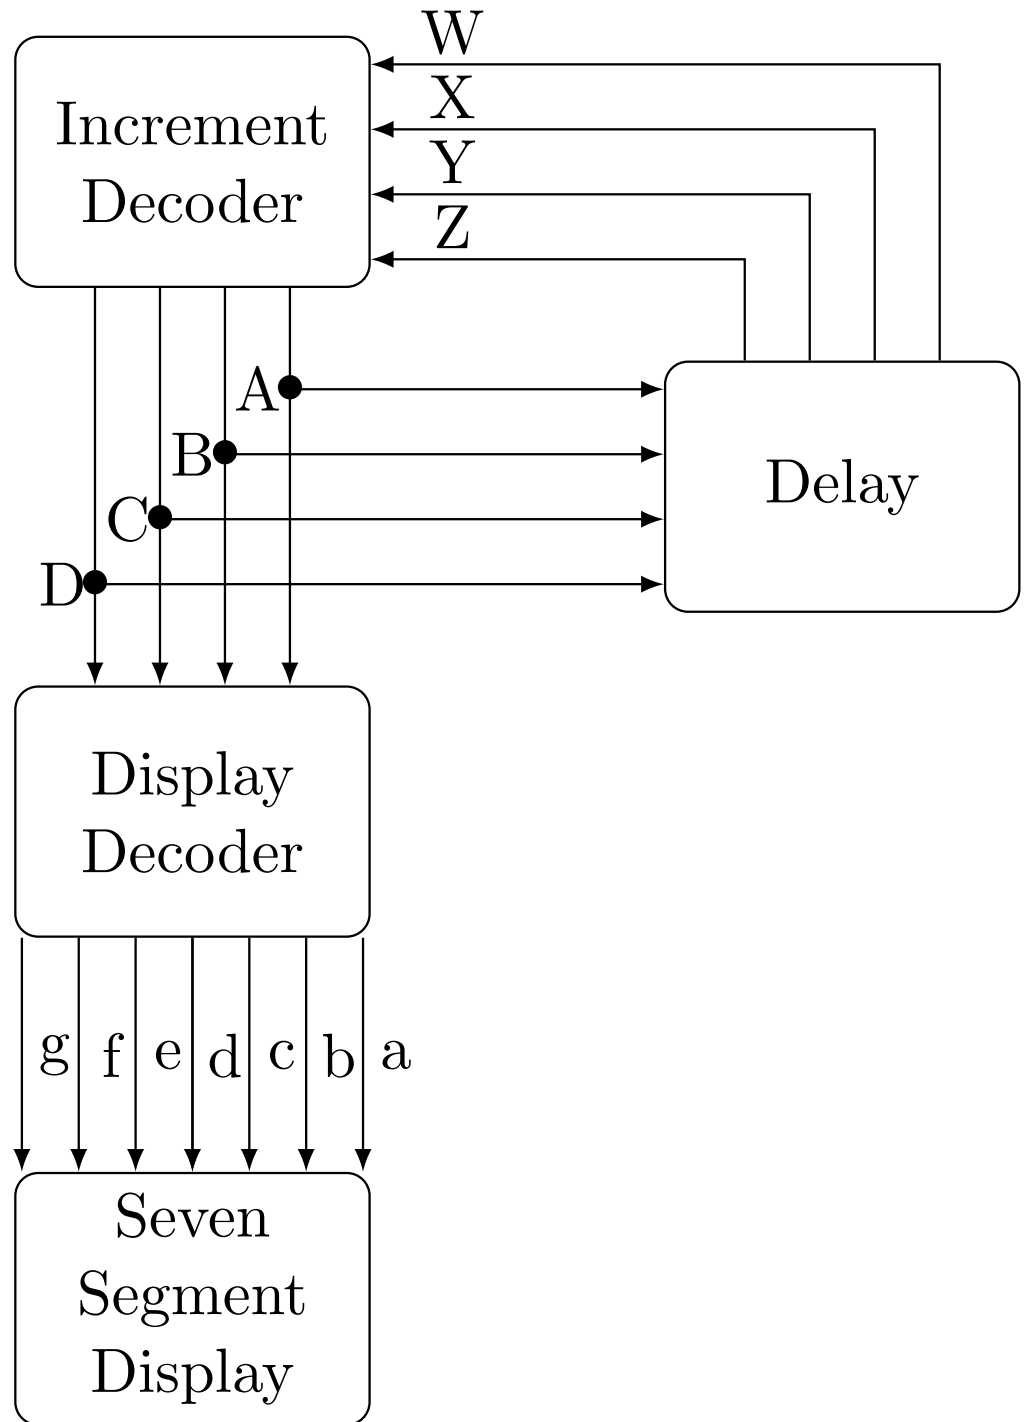 W
X
Increment
Y
Decoder
Z
A
B
Delay
C
D
Display
Decoder
g f e d c b a
Seven
Segment
Display